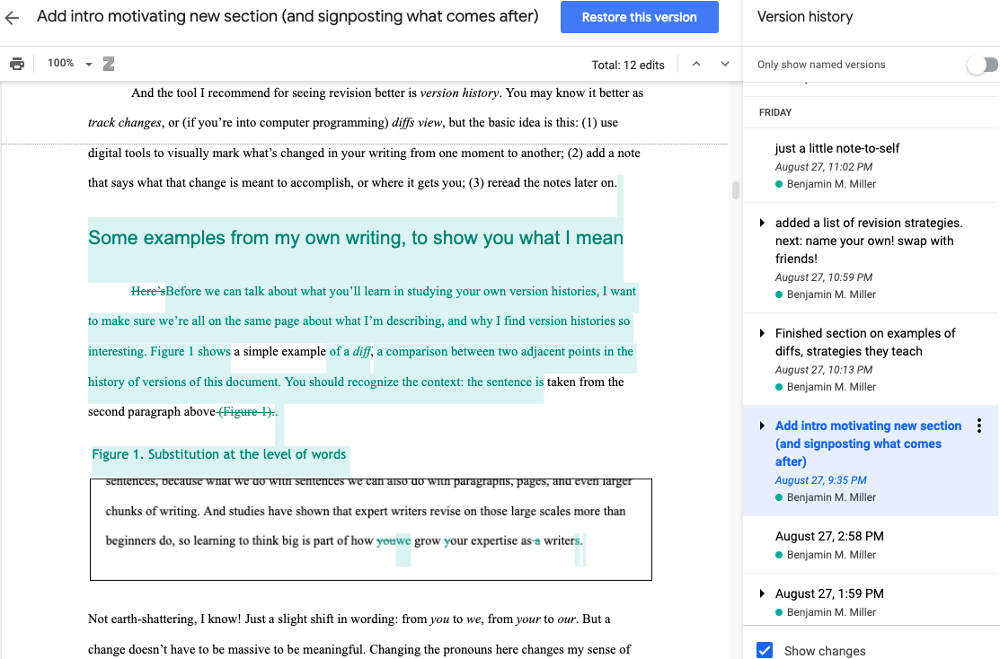 Add intro motivating new section (and signposting what comes after)
Restore this version
Version history
100%
Total: 12 edits
Only show named versions
And the tool I recommend for seeing revision better is version history. You may know it better as
track changes, or (if you're into computer programming) diffs view, but the basic idea is this: (1) use
digital tools to visually mark what's changed in your writing from one moment to another; (2) add a note
that says what that change is meant to accomplish, or where it gets you; (3) reread the notes later on.
Some examples from my own writing, to show you what I mean
Here'sBefore we can talk about what you'll learn in studying your own version histories, I want
to make sure we're all on the same page about what I'm describing, and why I find version histories so
interesting. Figure 1 shows a simple example of a diff, a comparison between two adjacent points in the
history of versions of this document. You should recognize the context: the sentence is taken from the
second paragraph above (Figure 1)..
Figure 1. Substitution at the level of words
sentences, because what we do with sentences we can also do with paragraphs, pages, and even larger
chunks of writing. And studies have shown that expert writers revise on those large scales more than
beginners do, so learning to think big is part of how youwe grow your expertise as a writers.
Not earth-shattering, I know! Just a slight shift in wording: from you to we, from your to our. But a
change doesn't have to be massive to be meaningful. Changing the pronouns here changes my sense of
FRIDAY
just a little note-to-self
August 27, 11:02 PM
Benjamin M. Miller
added a list of revision strategies.
next: name your own! swap with
friends!
August 27, 10:59 PM
Benjamin M. Miller
Finished section on examples of
diffs, strategies they teach
August 27, 10:13 PM
Benjamin M. Miller
Add intro motivating new section
(and signposting what comes
after)
August 27, 9:35 PM
Benjamin M. Miller
August 27, 2:58 PM
Benjamin M. Miller
August 27, 1:59 PM
Benjamin M. Miller
Show changes